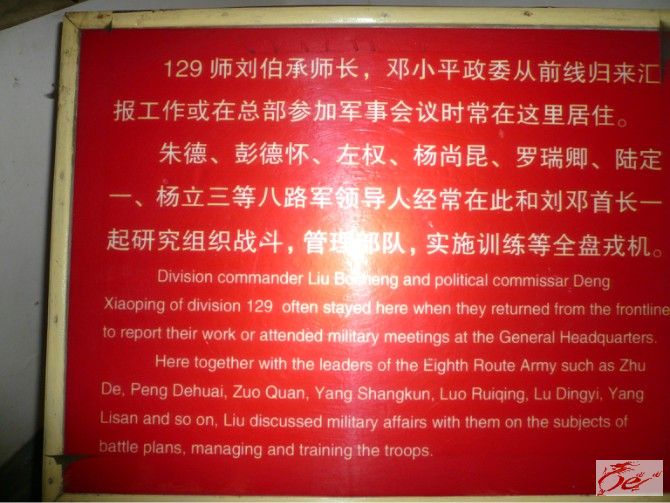 129 师刘伯承师长，邓小平政委从前线归来汇
报工作或在总部参加军事会议时常在这里居住。
朱德、彭德怀、左权、杨尚昆、罗瑞卿、陆定
一、杨立三等八路军领导人经常在此和刘邓首长一
起研究组织战斗，管理部队，实施训练等全盘戎机。
Division commander Liu Bocheng and political commissar Deng
Xiaoping of division 129 often stayed here when they returned from the frontline
to report their work or attended military meetings at the General Headquarters.
Here together with the leaders of the Eighth Route Army such as Zhu
De, Peng Dehuai, Zuo Quan, Yang Shangkun, Luo Ruiqing, Lu Dingyi, Yang
Lisan and so on, Liu discussed military affairs with them on the subjects of
battle plans, managing and training the troops.